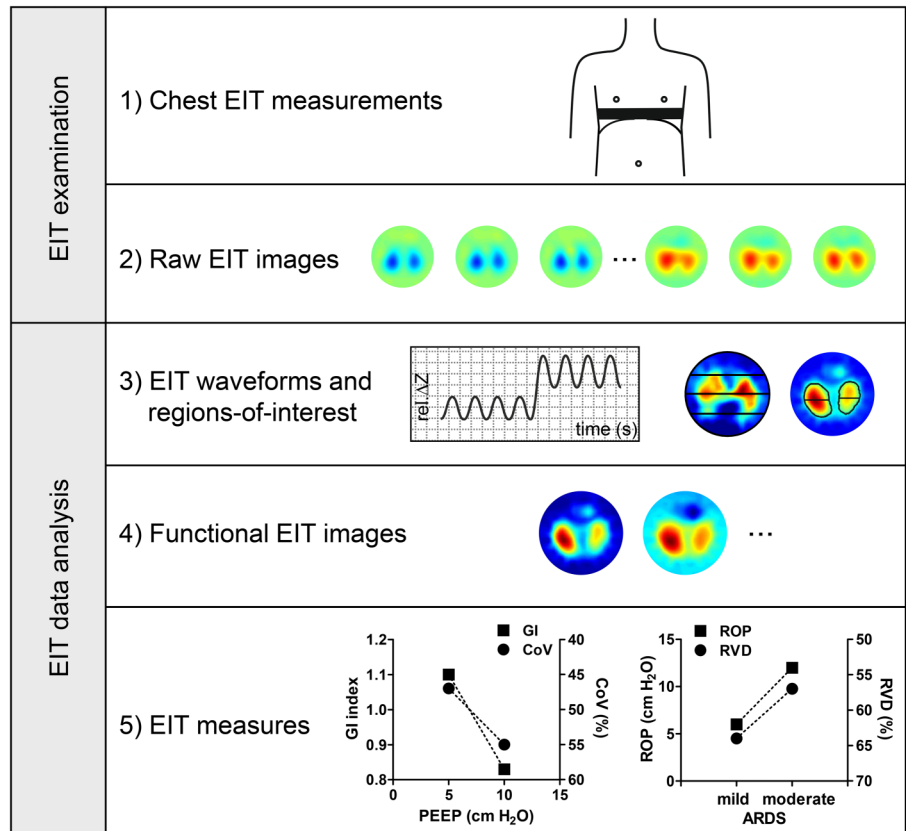 EIT examination
1) Chest EIT measurements
2) Raw EIT images
...
EIT data analysis
3) EIT waveforms and
regions-of-interest
rel.ΔZ
time (s)
4) Functional EIT images
...
5) EIT measures
GI
CoV
GI index
1.2
1.1
1.0
0.9
0.8
40
45
50
55
60
CoV (%)
0
5
10
15
PEEP (cm H₂O)
ROP
RVD
ROP (cm H₂O)
15
10
5
0
50
55
60
65
70
RVD (%)
mild
moderate
ARDS